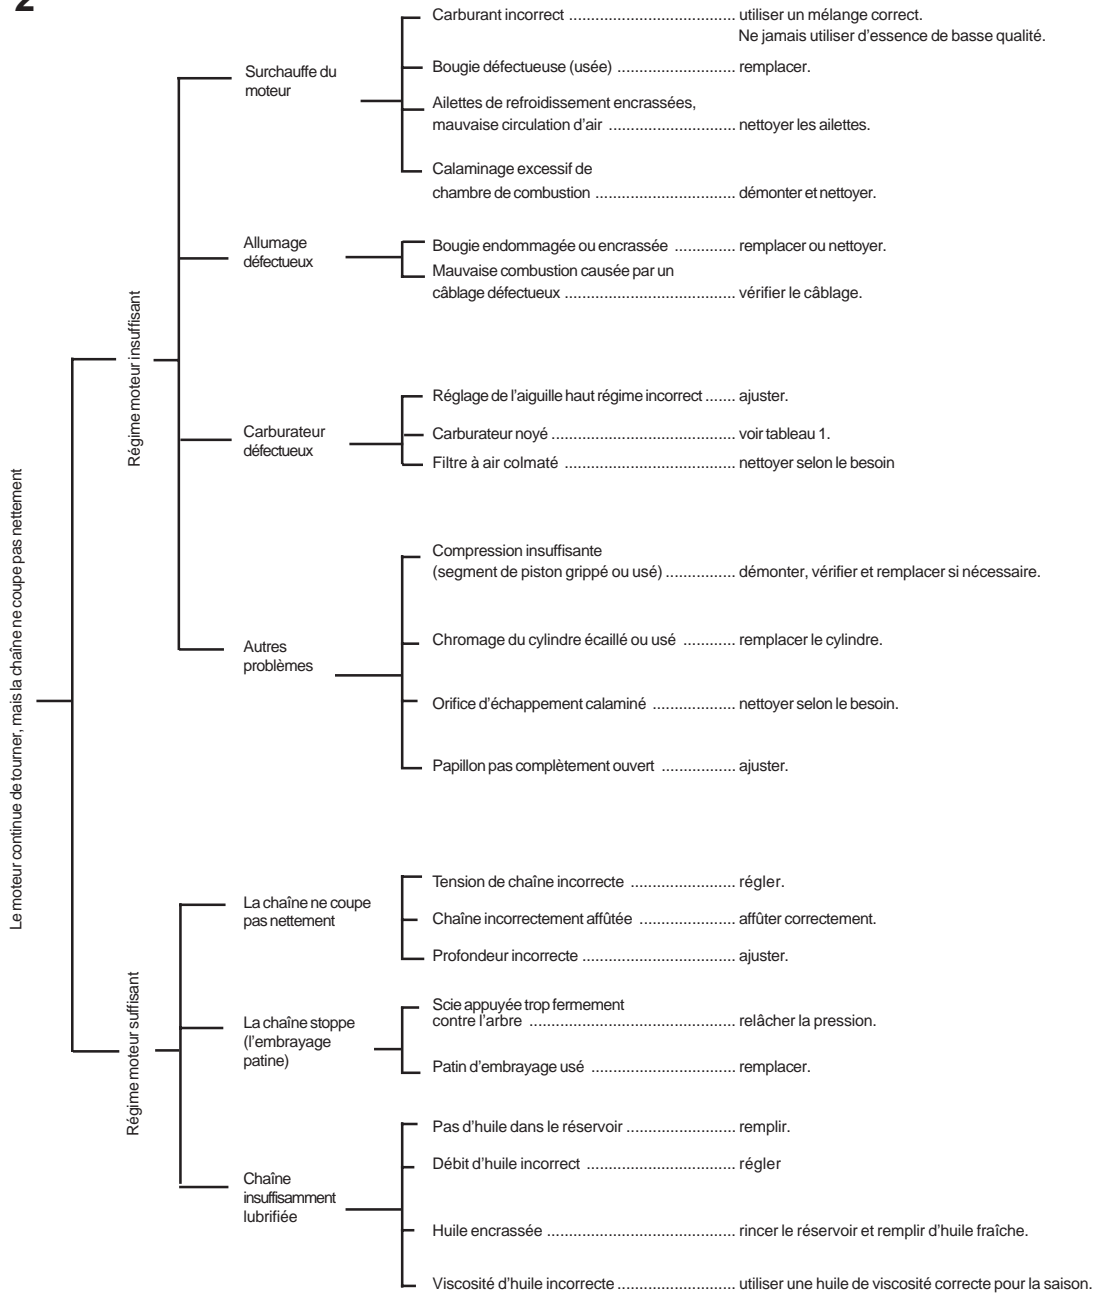 2
Le moteur continue de tourner, mais la chaîne ne coupe pas nettement
Régime moteur insuffisant
Surchauffe du
moteur
Carburant incorrect ....................................... utiliser un mélange correct.
Ne jamais utiliser d'essence de basse qualité.
Bougie défectueuse (usée) ........................... remplacer.
Ailettes de refroidissement encrassées,
mauvaise circulation d'air ............................. nettoyer les ailettes.
Calaminage excessif de
chambre de combustion ................................ démonter et nettoyer.
Allumage
défectueux
Bougie endommagée ou encrassée .............. remplacer ou nettoyer.
Mauvaise combustion causée par un
câblage défectueux ....................................... vérifier le câblage.
Carburateur
défectueux
Réglage de l'aiguille haut régime incorrect ....... ajuster.
Carburateur noyé .......................................... voir tableau 1.
Filtre à air colmaté ....................................... nettoyer selon le besoin
Autres
problèmes
Compression insuffisante
(segment de piston grippé ou usé) ................ démonter, vérifier et remplacer si nécessaire.
Chromage du cylindre écaillé ou usé ............ remplacer le cylindre.
Orifice d'échappement calaminé ................... nettoyer selon le besoin.
Papillon pas complètement ouvert ................. ajuster.
Régime moteur suffisant
La chaîne ne coupe
pas nettement
Tension de chaîne incorrecte ........................ régler.
Chaîne incorrectement affûtée ...................... affûter correctement.
Profondeur incorrecte ................................... ajuster.
La chaîne stoppe
(l'embrayage
patine)
Scie appuyée trop fermement
contre l'arbre ............................................... relâcher la pression.
Patin d'embrayage usé ................................. remplacer.
Chaîne
insuffisamment
lubrifiée
Pas d'huile dans le réservoir ......................... remplir.
Débit d'huile incorrect .................................. régler
Huile encrassée ........................................... rincer le réservoir et remplir d'huile fraîche.
Viscosité d'huile incorrecte ........................... utiliser une huile de viscosité correcte pour la saison.